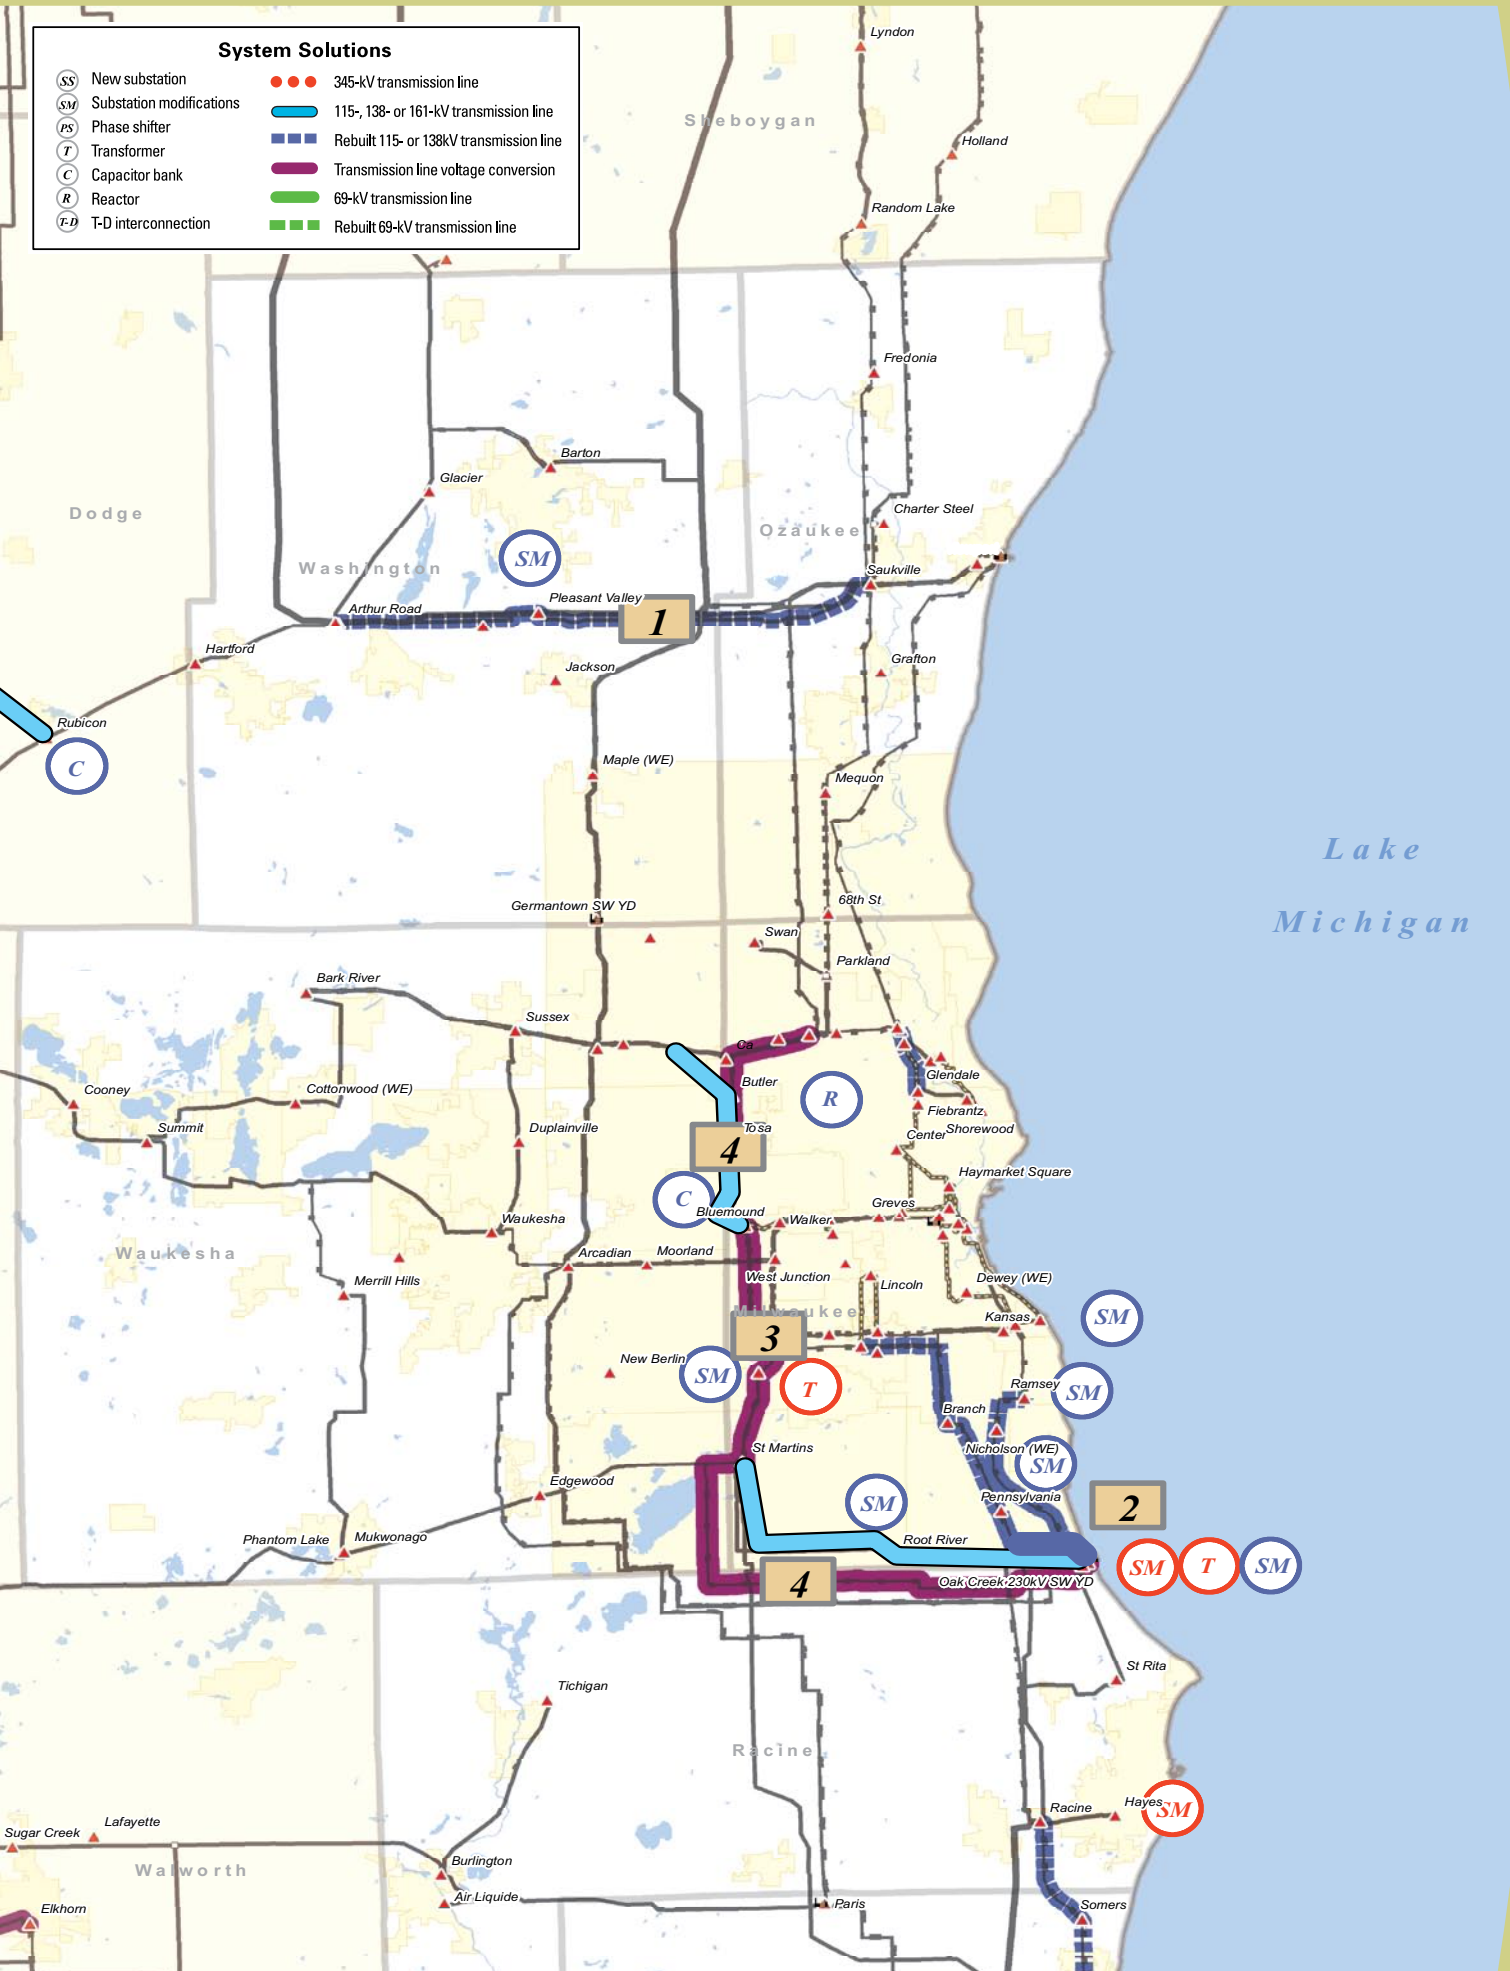 System Solutions
SS New substation
SM Substation modifications
PS Phase shifter
T Transformer
C Capacitor bank
R Reactor
T-D T-D interconnection
345-kV transmission line
115-, 138- or 161-kV transmission line
Rebuilt 115- or 138kV transmission line
Transmission line voltage conversion
69-kV transmission line
Rebuilt 69-kV transmission line
Lyndon
Sheboygan
Holland
Random Lake
Fredonia
Barton
Glacier
Dodge
Charter Steel
Ozaukee
SM
Washington
Saukville
Pleasant Valley
Arthur Road
1
Hartford
Grafton
Jackson
Rubicon
C
Maple (WE)
Mequon
Lake
Michigan
68th St
Germantown SW YD
Swan
Parkland
Bark River
Sussex
Ca
Glendale
Butler
Cooney
Cottonwood (WE)
R
Fiebrantz
Summit
Duplainville
Tosa
Center
Shorewood
4
Haymarket Square
C
Greves
Bluemound
Waukesha
Walker
Waukesha
Arcadian
Moorland
Merrill Hills
West Junction
Lincoln
Dewey (WE)
Milwaukee
Kansas
SM
3
New Berlin
SM
T
Ramsey
SM
Branch
St Martins
Nicholson (WE)
SM
Edgewood
Pennsylvania
SM
2
Phantom Lake
Mukwonago
Root River
SM
T
SM
4
Oak Creek 230kV SW YD
St Rita
Tichigan
Racine
Racine
Hayes
SM
Lafayette
Sugar Creek
Burlington
Walworth
Air Liquide
Paris
Somers
Elkhorn